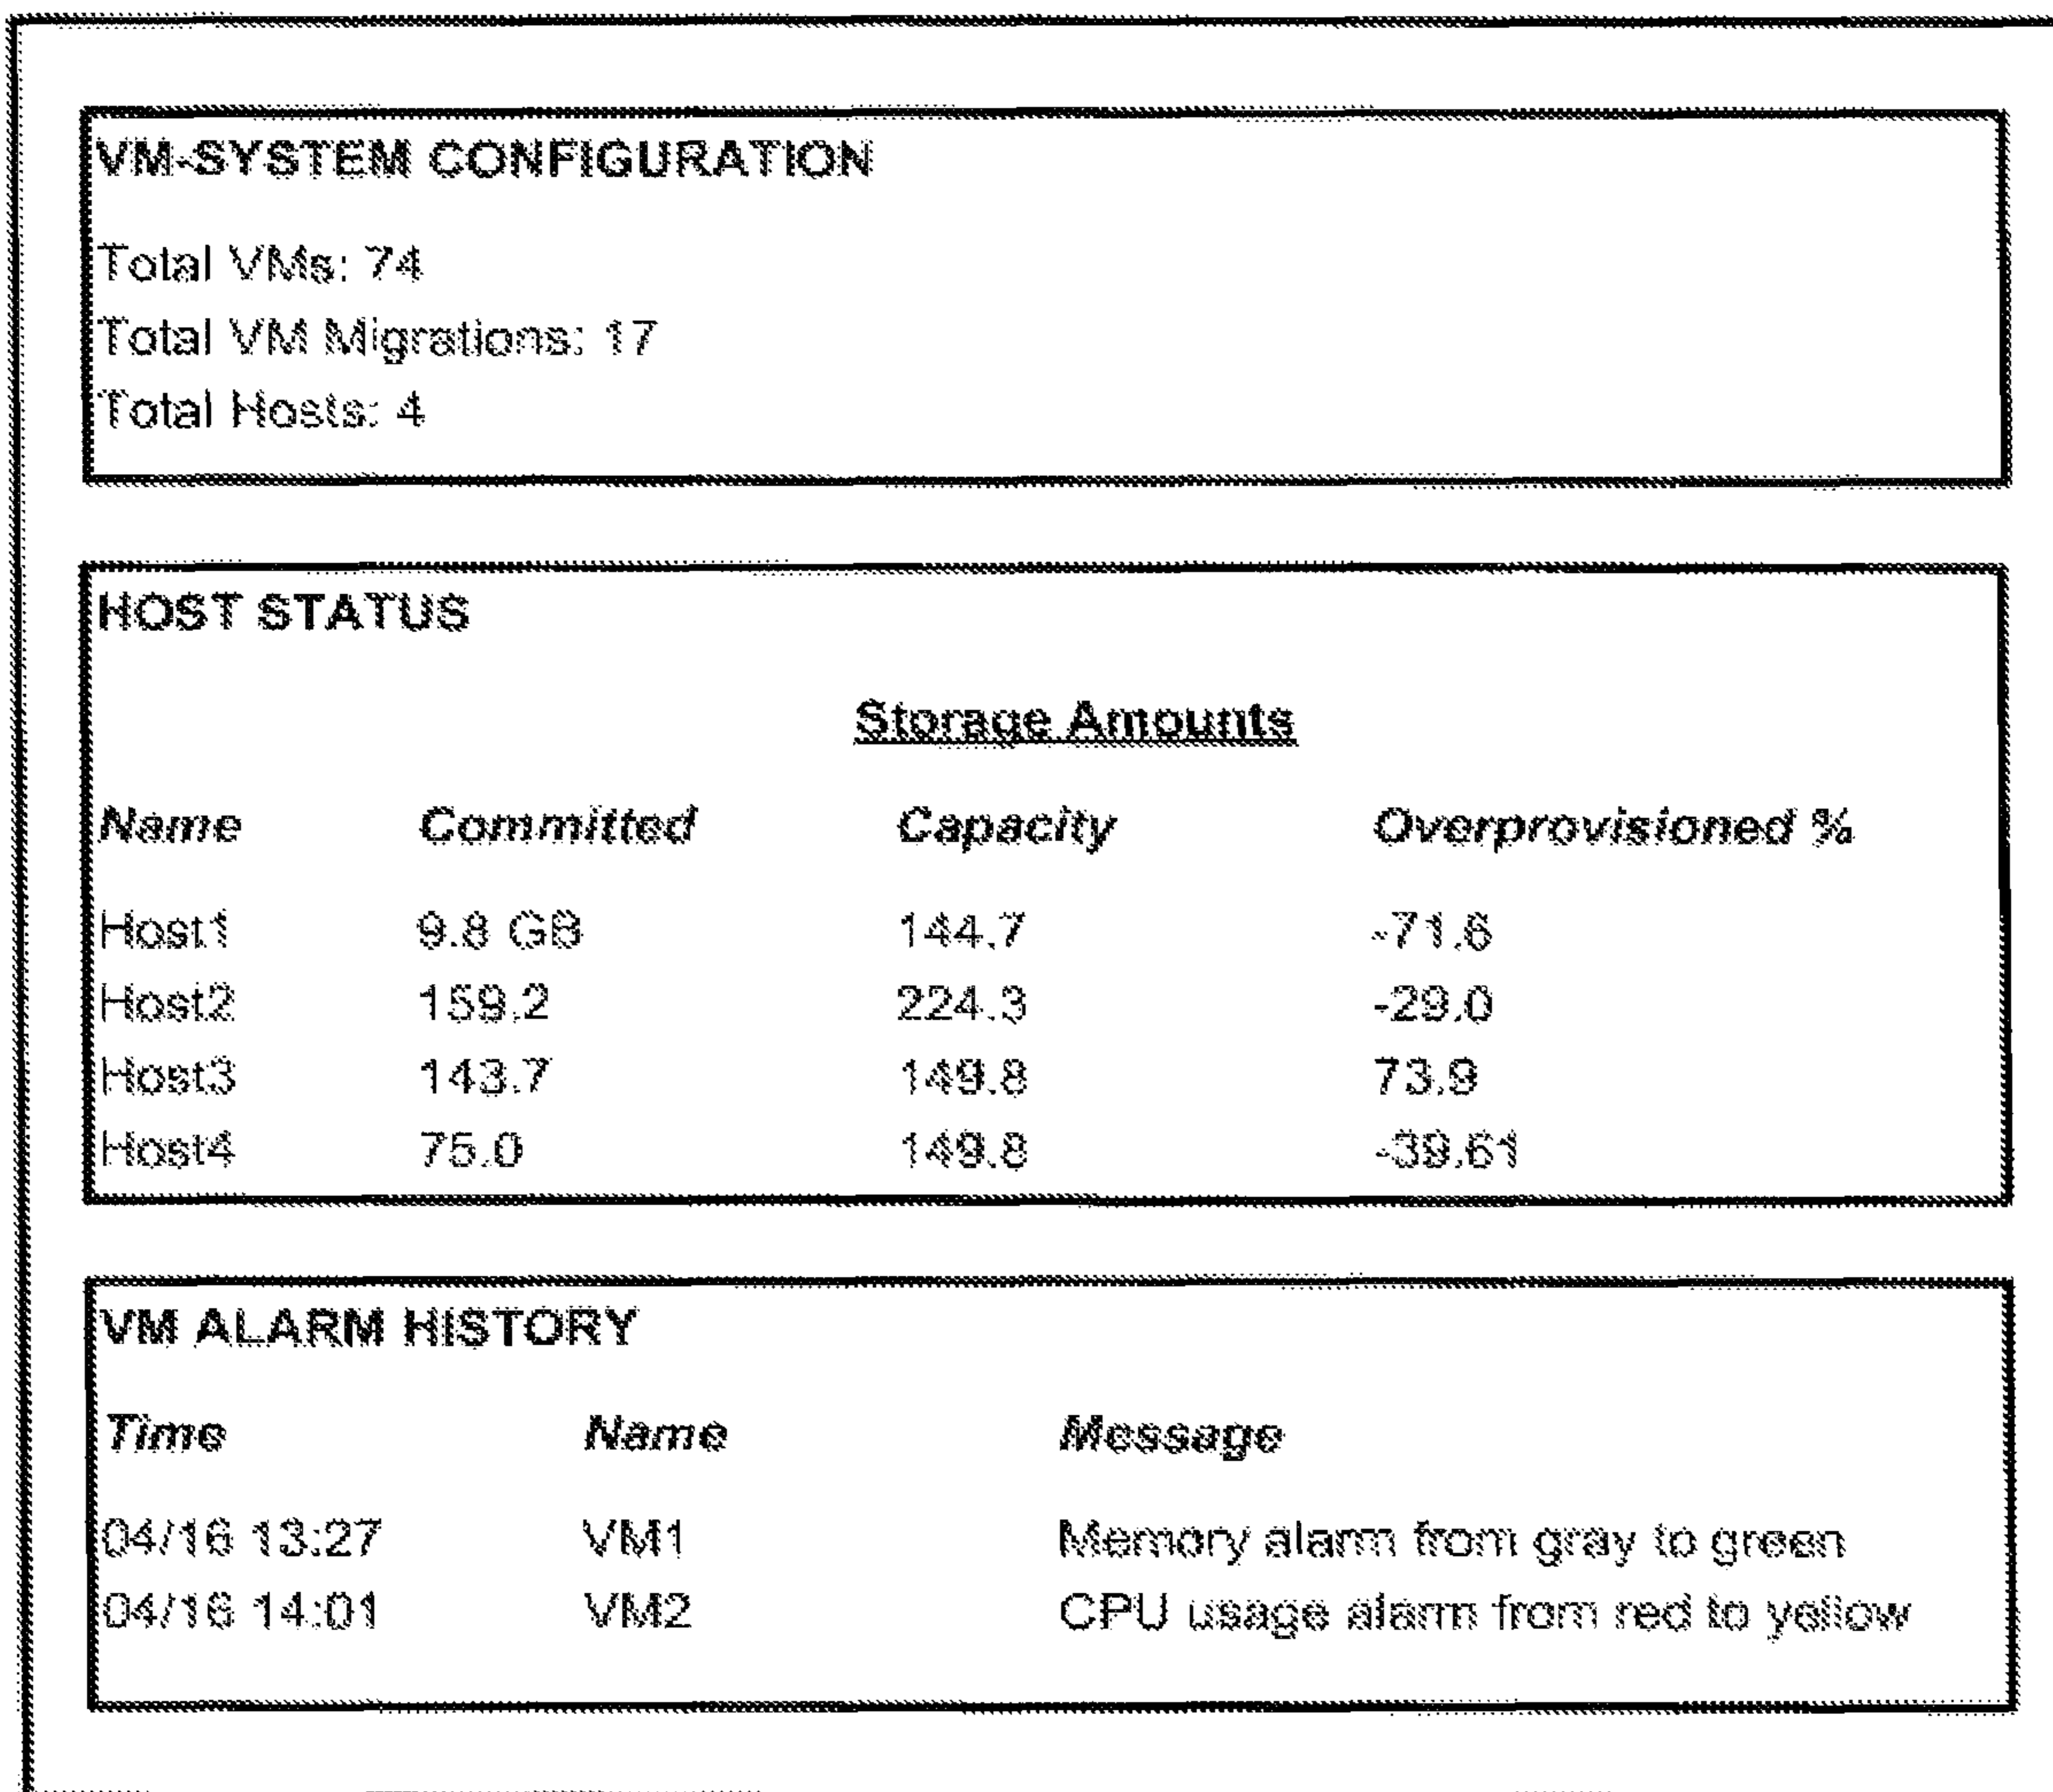 VM-SYSTEM CONFIGURATION
Total VMs: 74
Total VM Migrations: 17
Total Hosts: 4
HOST STATUS
Storage Amounts
Name Committed Capacity Overprovisioned %
Host1 9.8 GB 144.7 -71.6
Host2 159.2 224.3 -29.0
Host3 143.7 149.8 73.9
Host4 75.0 149.8 -39.61
VM ALARM HISTORY
Time Name Message
04/16 13:27 VM1 Memory alarm from gray to green
04/16 14:01 VM2 CPU usage alarm from red to yellow